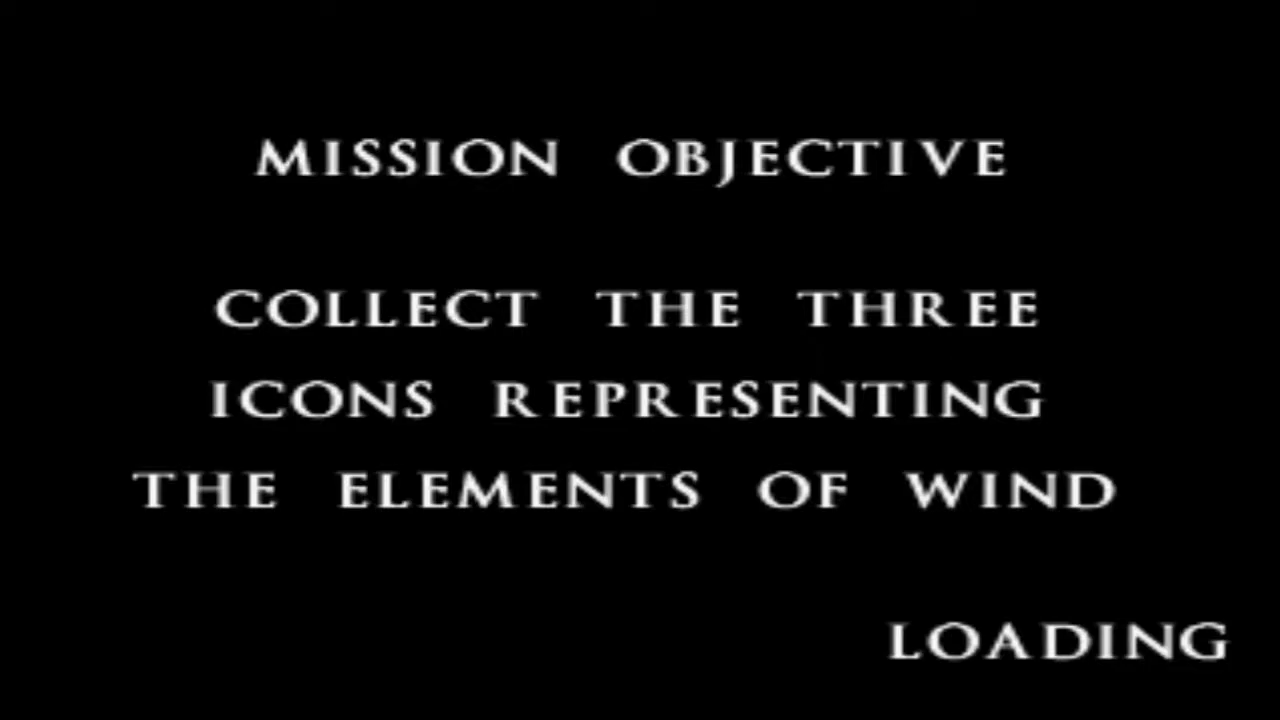 MISSION OBJECTIVE
COLLECT THE THREE
ICONS REPRESENTING
THE ELEMENTS OF WIND
LOADING